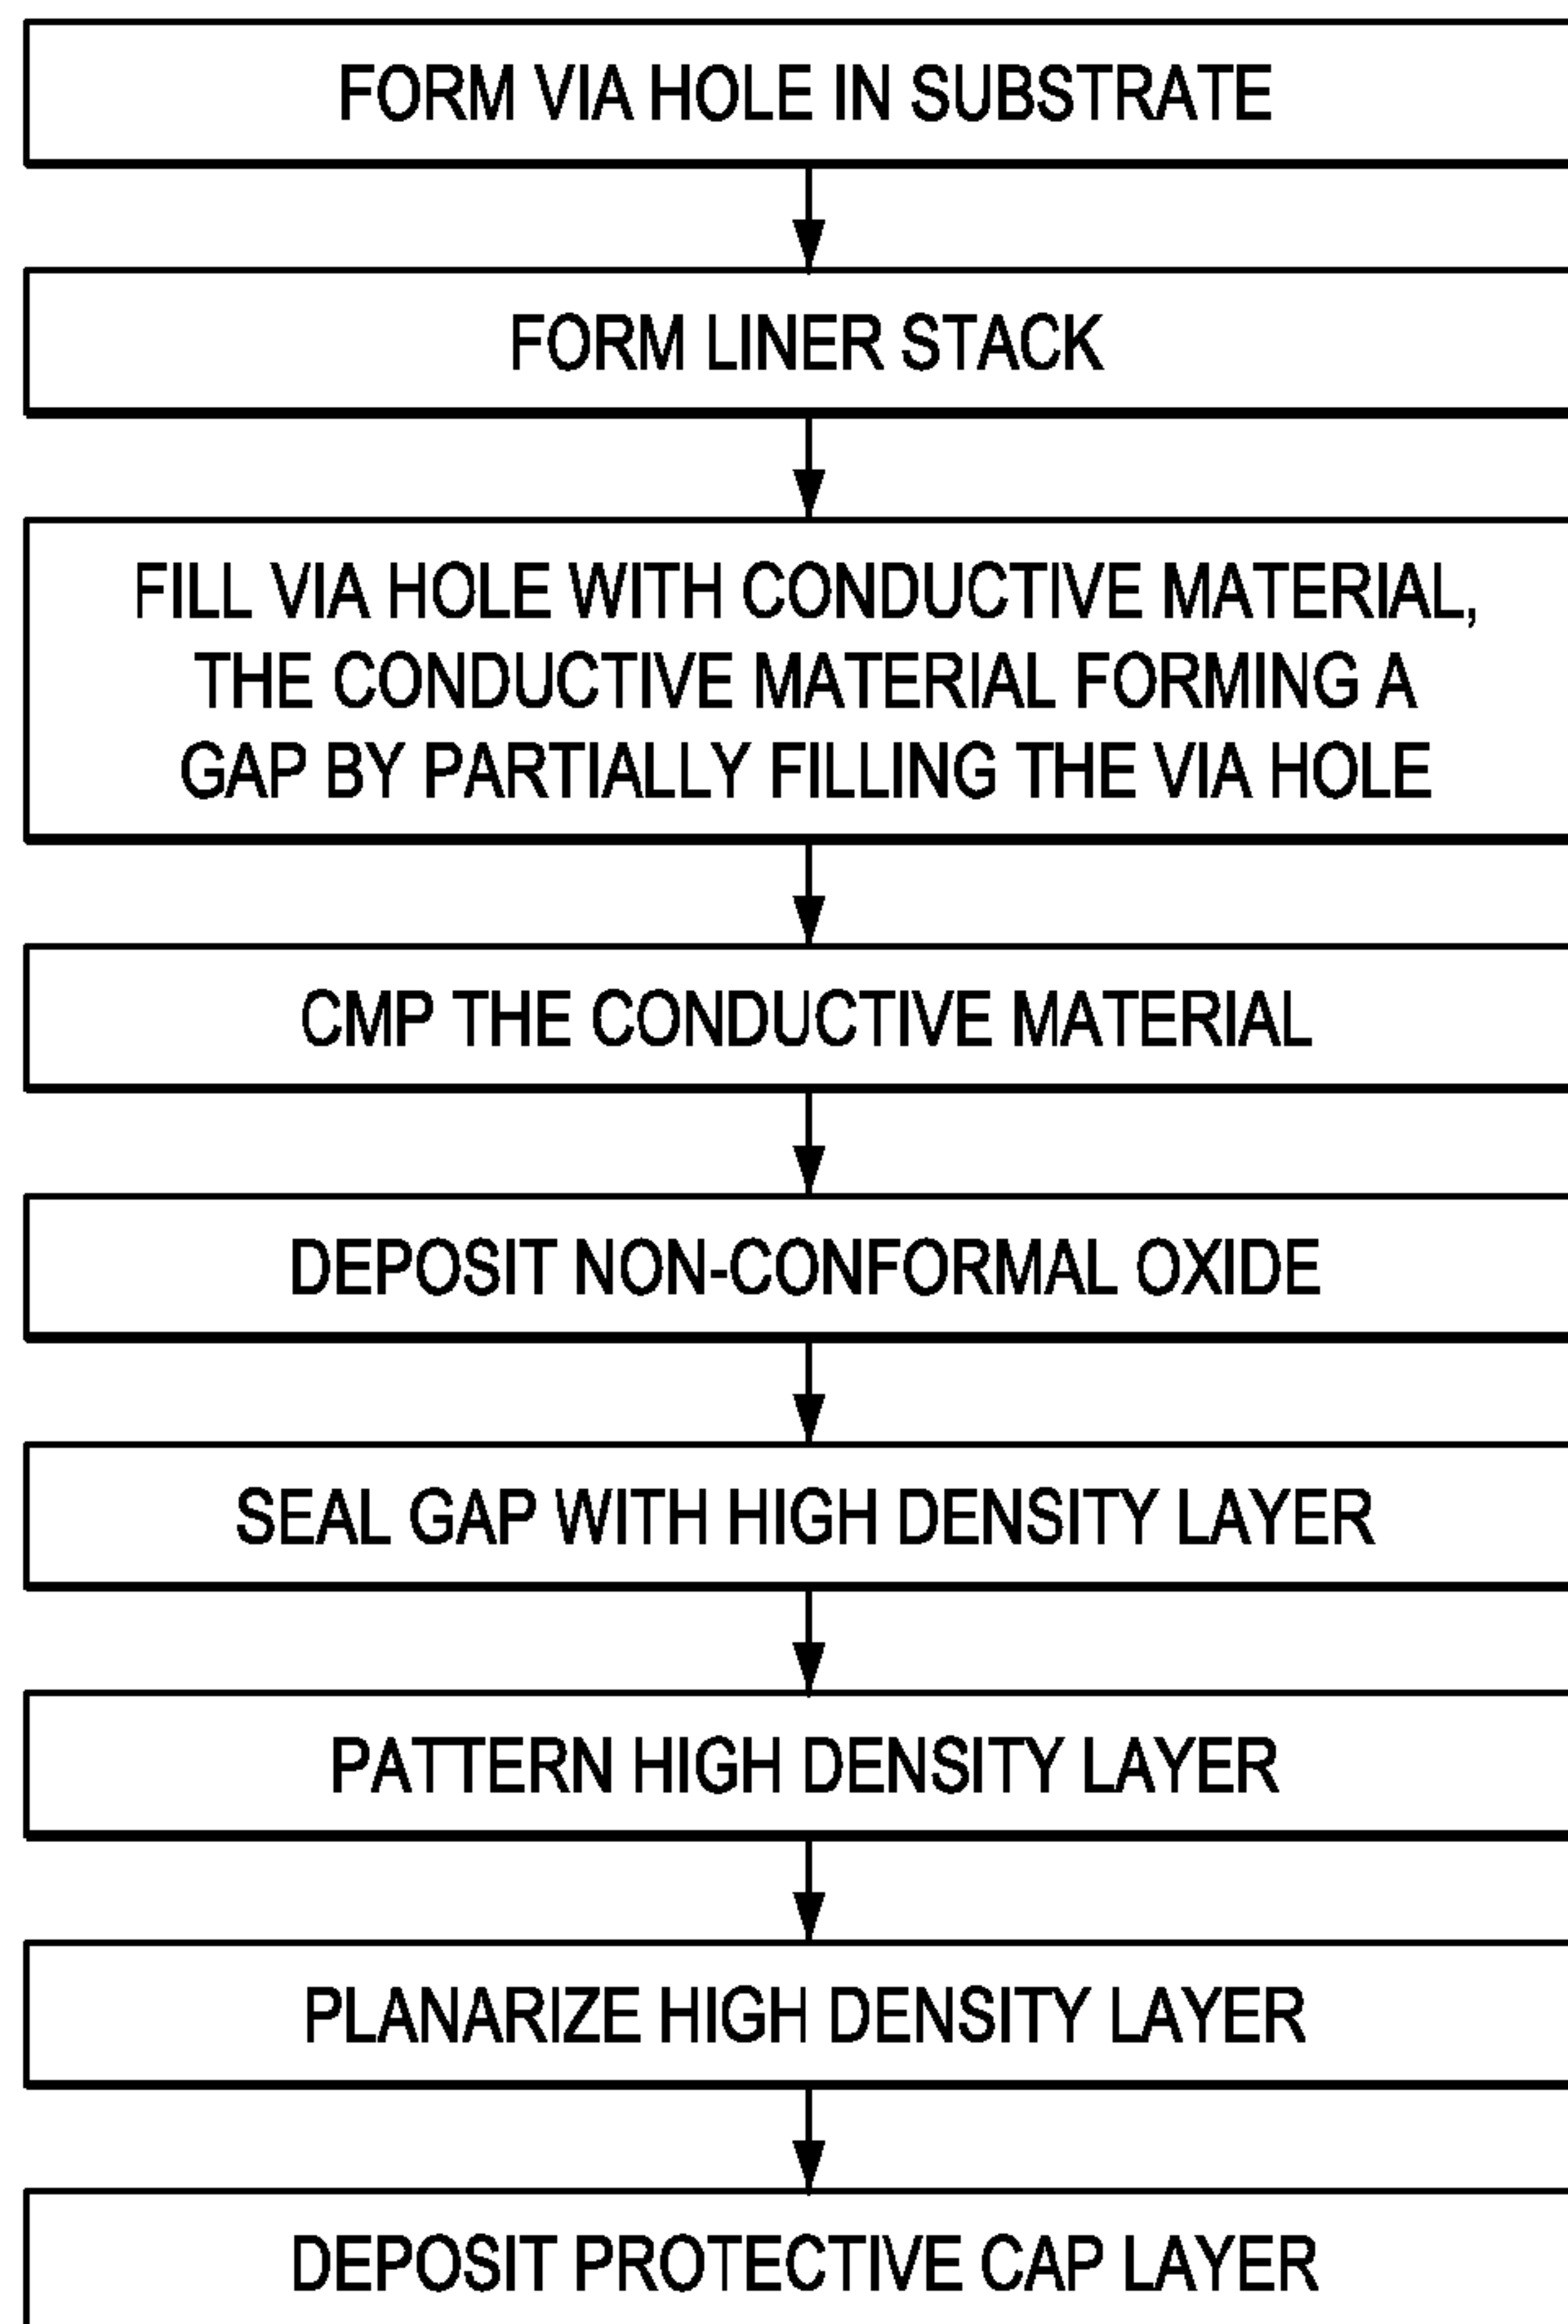 FORM VIA HOLE IN SUBSTRATE
FORM LINER STACK
FILL VIA HOLE WITH CONDUCTIVE MATERIAL,
THE CONDUCTIVE MATERIAL FORMING A
GAP BY PARTIALLY FILLING THE VIA HOLE
CMP THE CONDUCTIVE MATERIAL
DEPOSIT NON-CONFORMAL OXIDE
SEAL GAP WITH HIGH DENSITY LAYER
PATTERN HIGH DENSITY LAYER
PLANARIZE HIGH DENSITY LAYER
DEPOSIT PROTECTIVE CAP LAYER